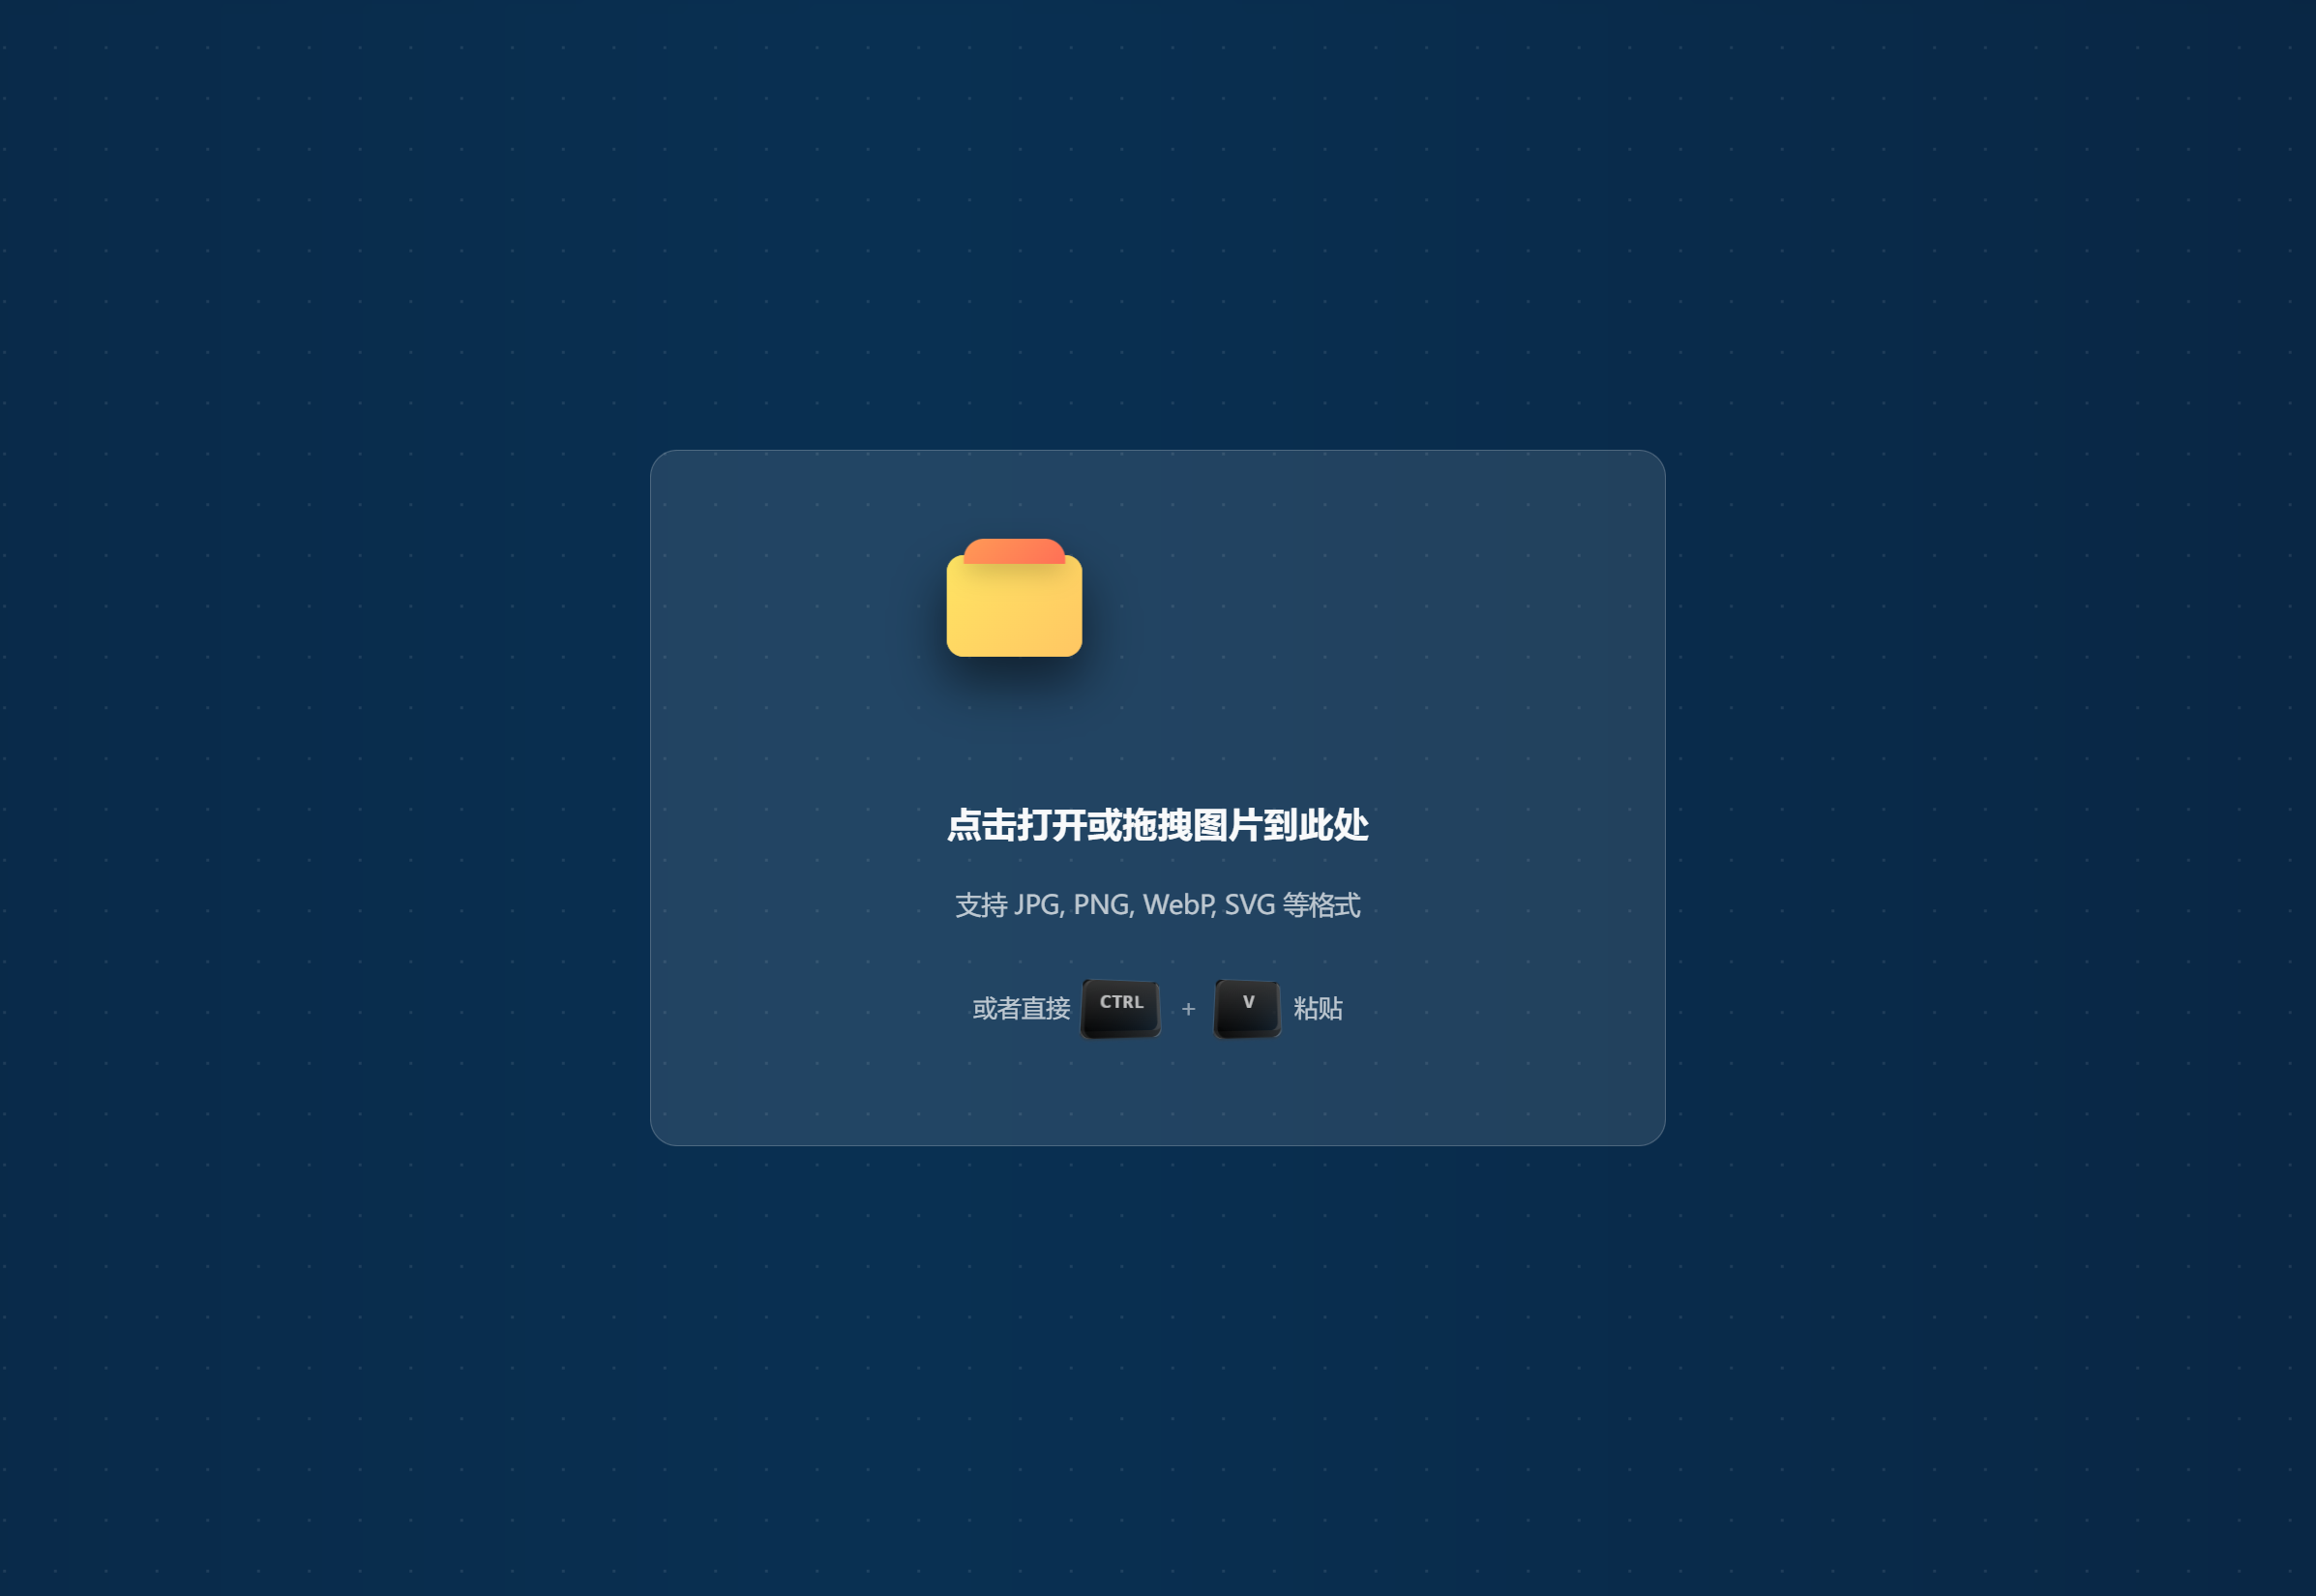 点击打开或拖拽图片到此处
支持 JPG, PNG, WebP, SVG 等格式
或者直接 CTRL + V 粘贴